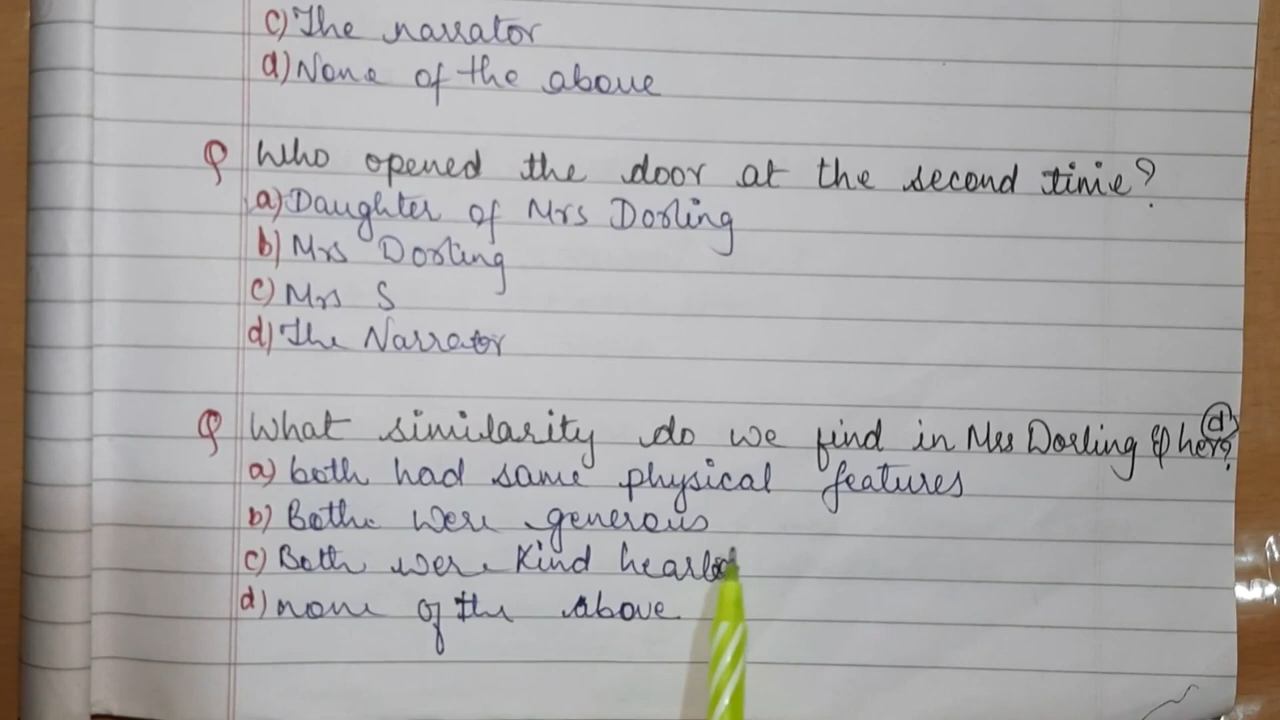 c) The narrator
d) None of the above
Q Who opened the door at the second time?
a) Daughter of Mrs Dorling
b) Mrs Dorling
c) Mrs S
d) The Narrator
Q What similarity do we find in Mrs Dorling & her? d
a) both had same physical features
b) Both were generous
c) Both were kind hearted
d) none of the above